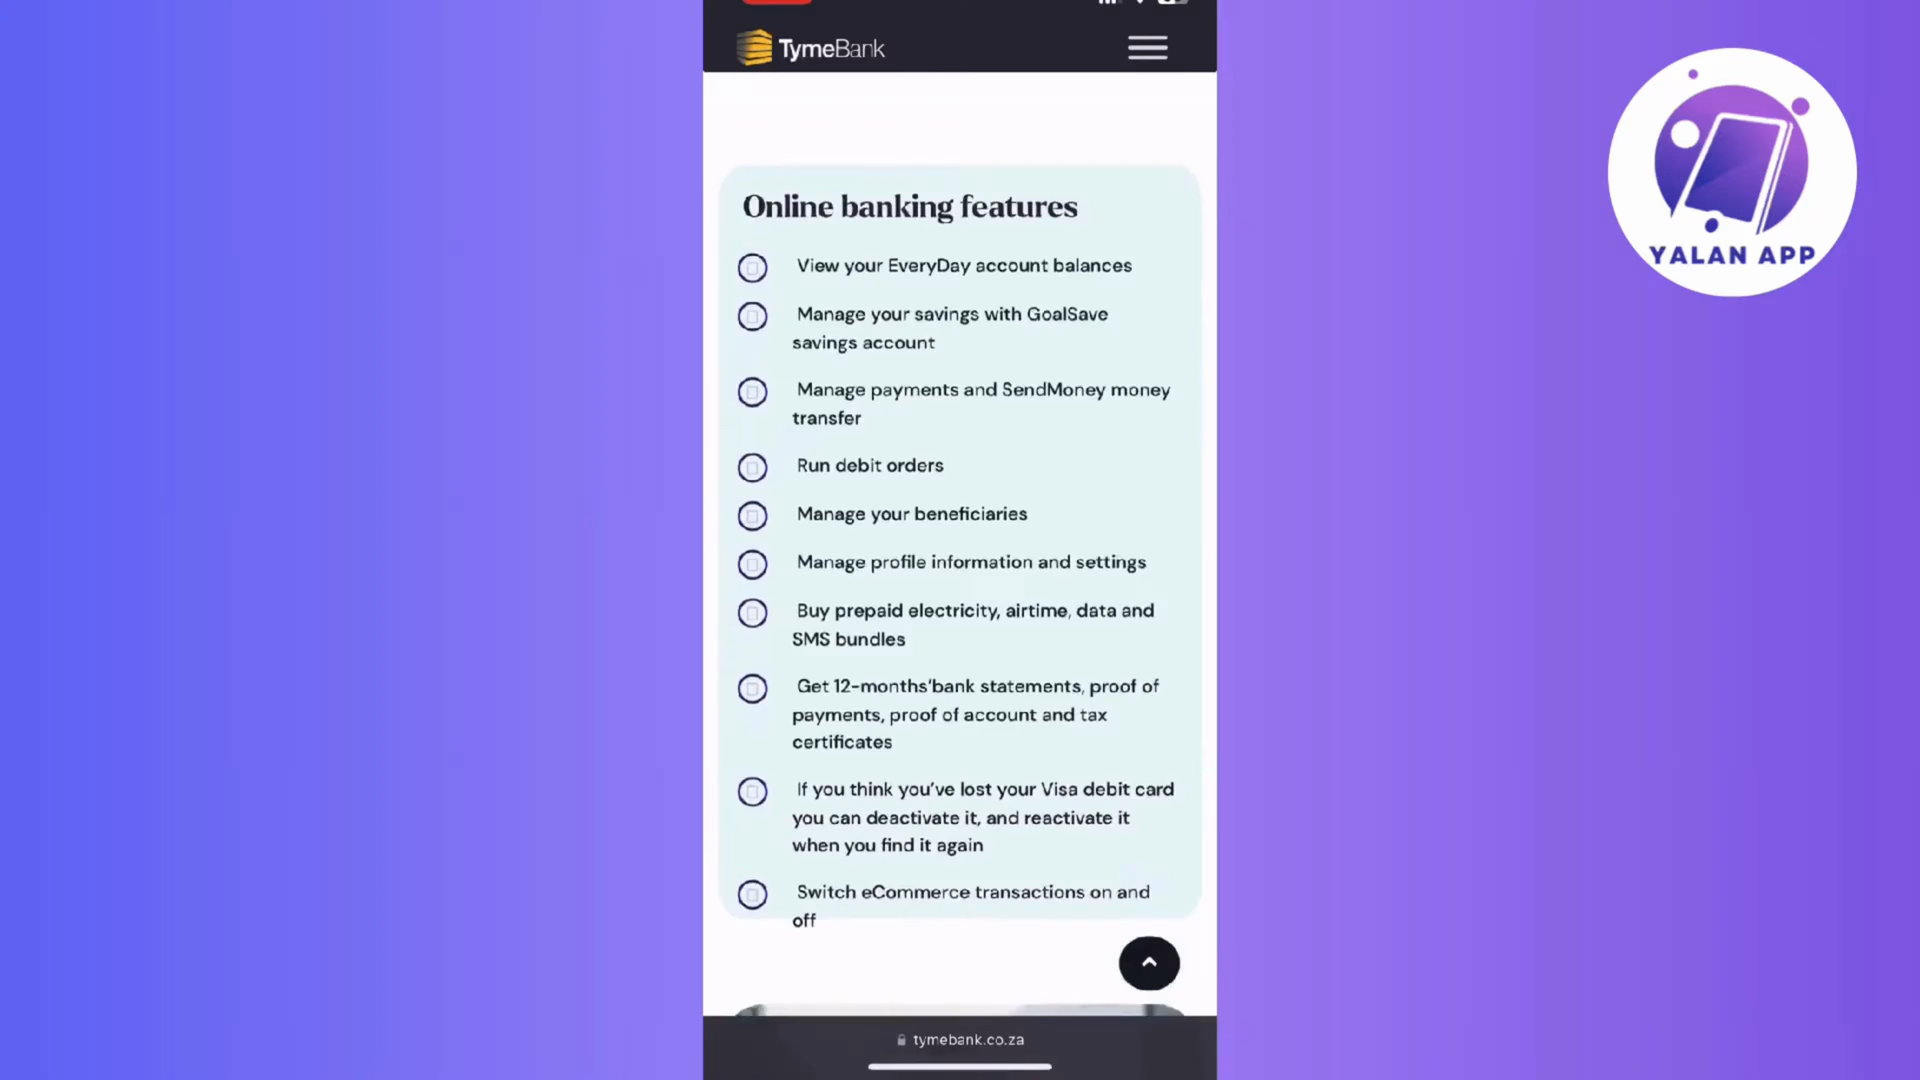 TymeBank
YALAN APP
Online banking features
View your EveryDay account balances
Manage your savings with GoalSave
savings account
Manage payments and SendMoney money
transfer
Run debit orders
Manage your beneficiaries
Manage profile information and settings
Buy prepaid electricity, airtime, data and
SMS bundles
Get 12-months'bank statements, proof of
payments, proof of account and tax
certificates
If you think you've lost your Visa debit card
you can deactivate it, and reactivate it
when you find it again
Switch eCommerce transactions on and
off
tymebank.co.za